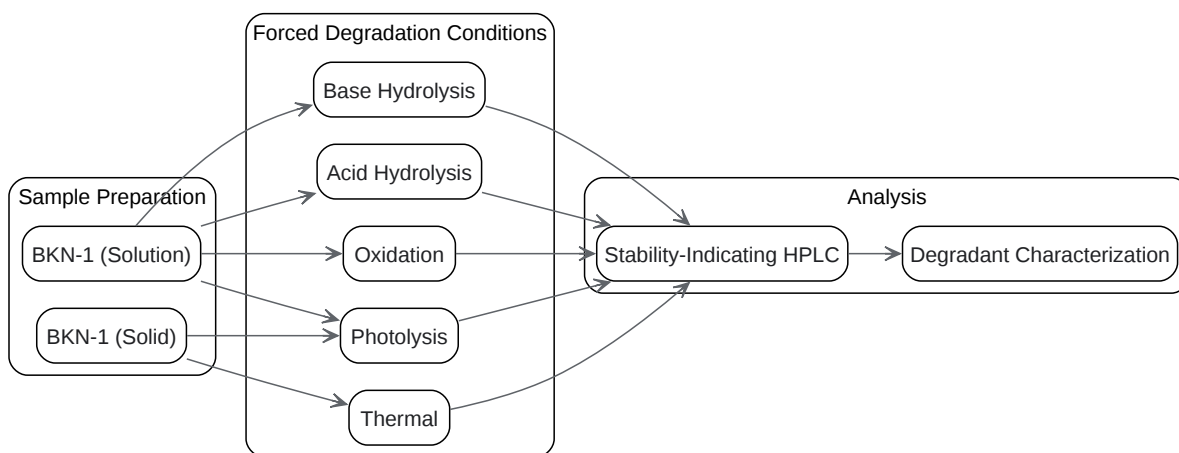 Sample Preparation
BKN-1 (Solution)
BKN-1 (Solid)
Forced Degradation Conditions
Base Hydrolysis
Acid Hydrolysis
Oxidation
Photolysis
Thermal
Analysis
Stability-Indicating HPLC
Degradant Characterization